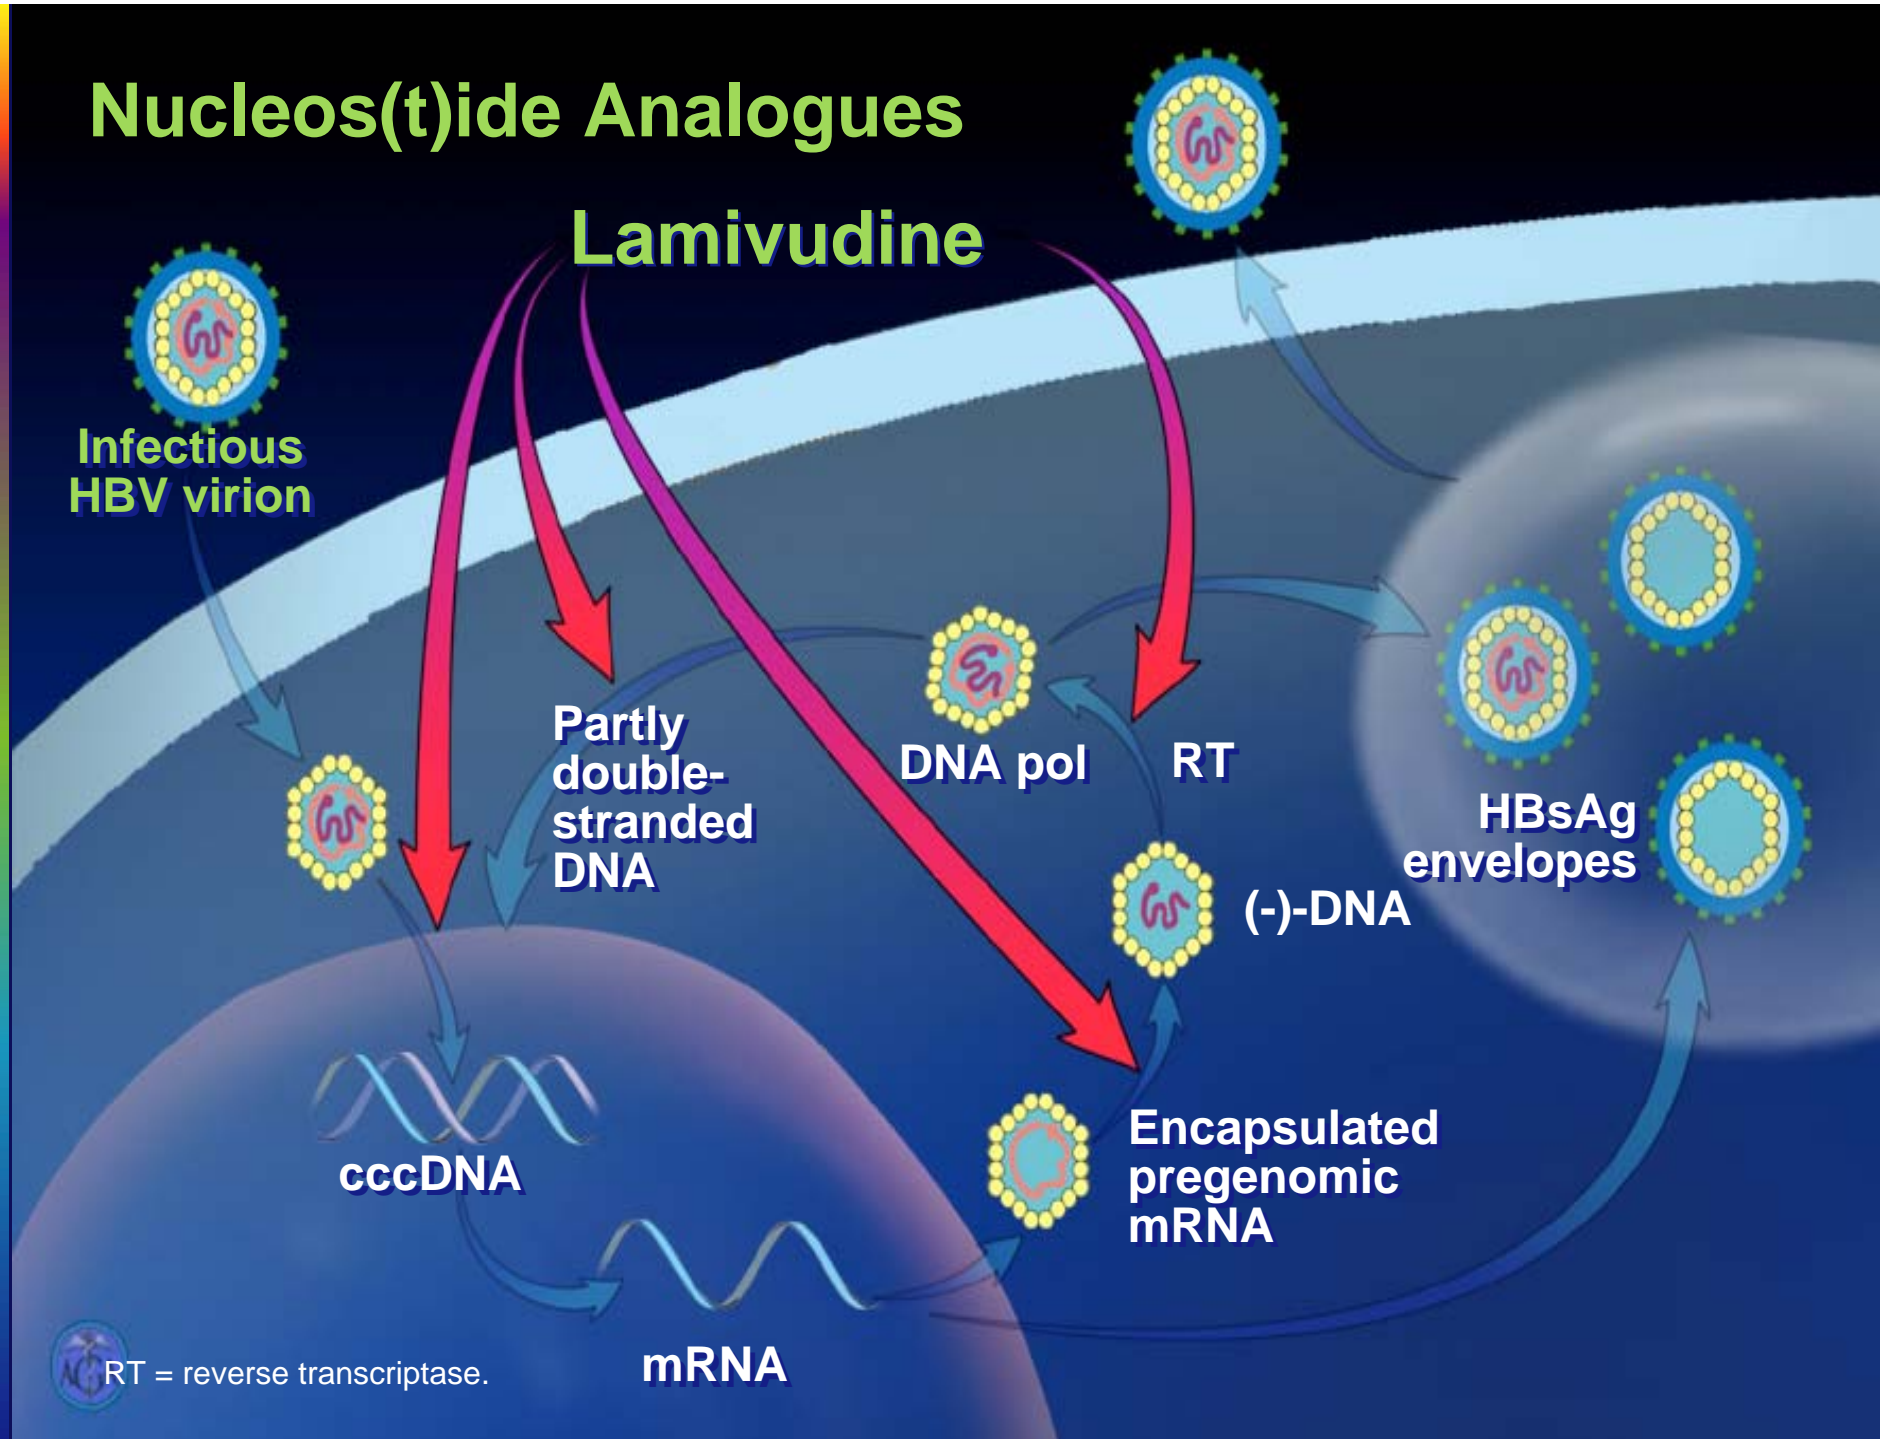 Nucleos(t)ide Analogues
Lamivudine
Infectious
HBV virion
Partly
double-
stranded
DNA
DNA pol
RT
HBsAg
envelopes
(-)-DNA
cccDNA
Encapsulated
pregenomic
mRNA
mRNA
RT = reverse transcriptase.